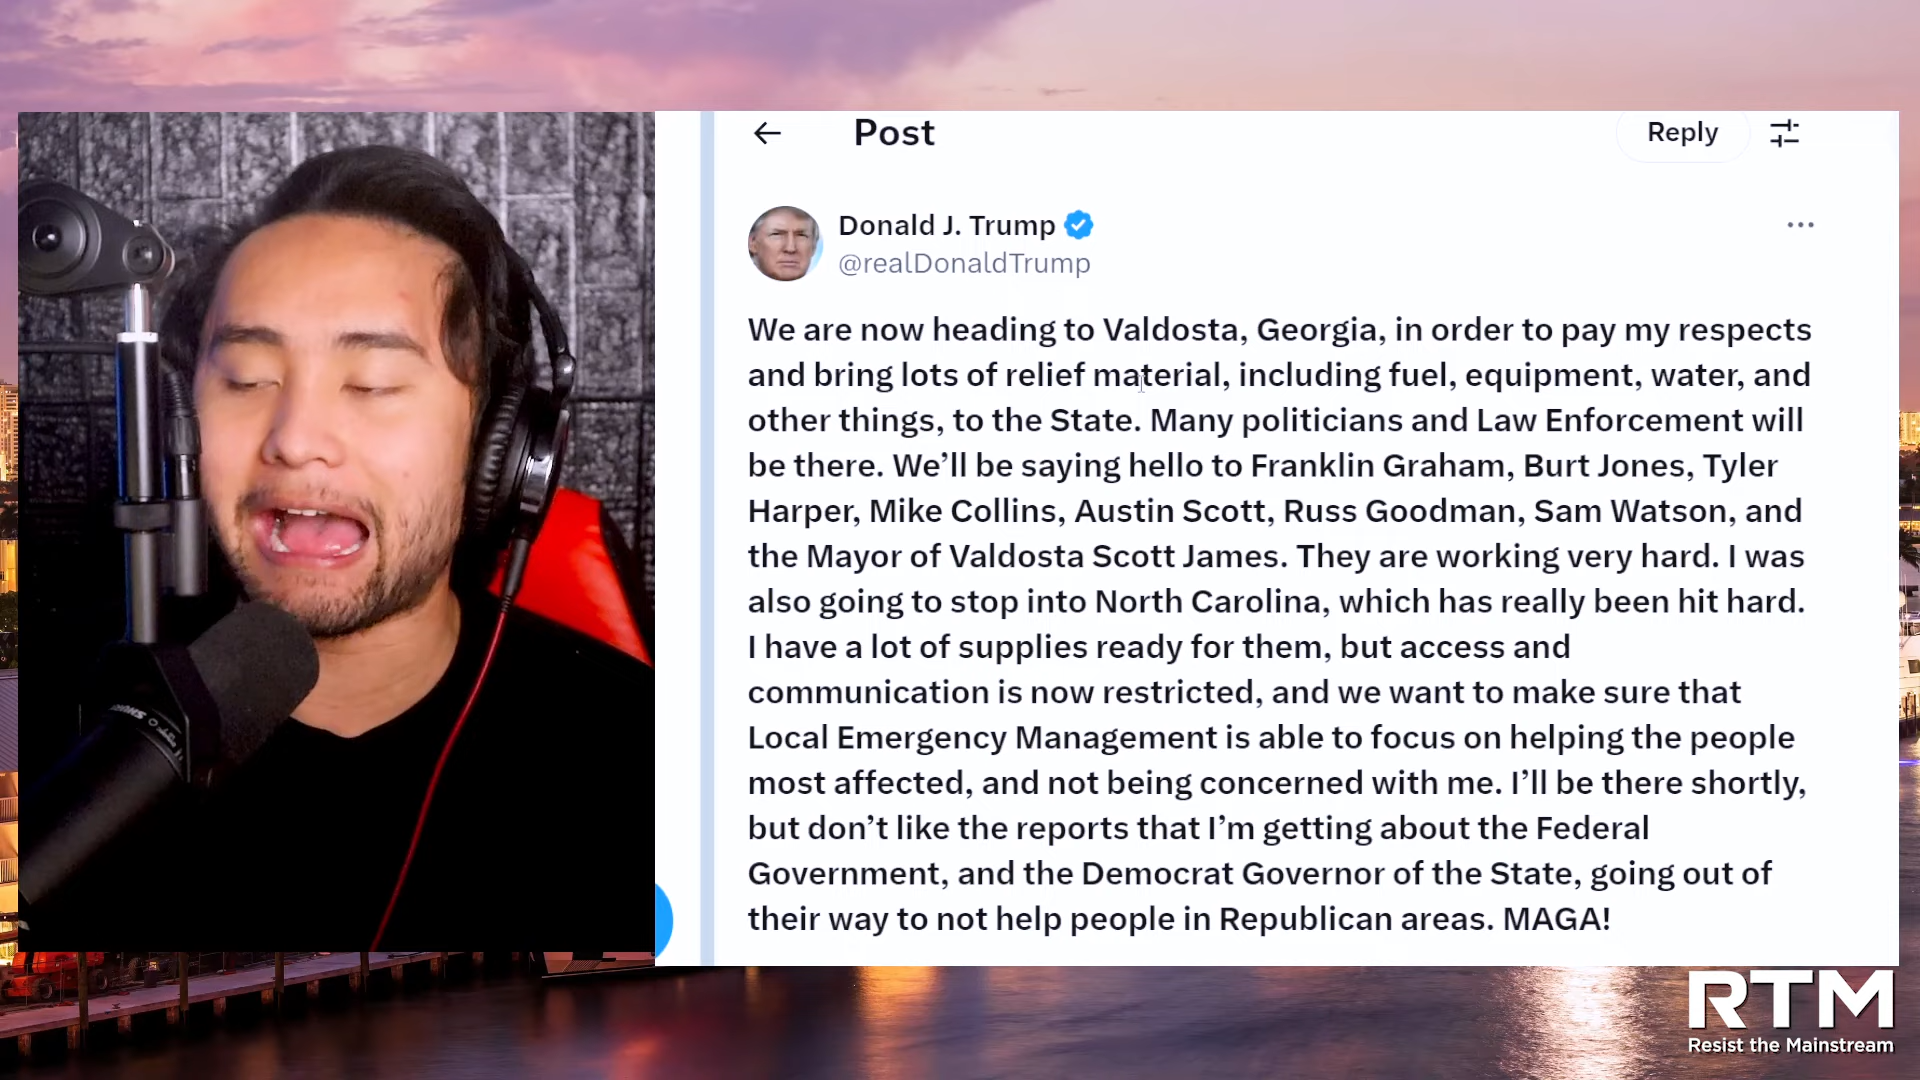 Post
Reply
Donald J. Trump
@realDonaldTrump
We are now heading to Valdosta, Georgia, in order to pay my respects
and bring lots of relief material, including fuel, equipment, water, and
other things, to the State. Many politicians and Law Enforcement will
be there. We’ll be saying hello to Franklin Graham, Burt Jones, Tyler
Harper, Mike Collins, Austin Scott, Russ Goodman, Sam Watson, and
the Mayor of Valdosta Scott James. They are working very hard. I was
also going to stop into North Carolina, which has really been hit hard.
I have a lot of supplies ready for them, but access and
communication is now restricted, and we want to make sure that
Local Emergency Management is able to focus on helping the people
most affected, and not being concerned with me. I’ll be there shortly,
but don’t like the reports that I’m getting about the Federal
Government, and the Democrat Governor of the State, going out of
their way to not help people in Republican areas. MAGA!
SHURE
RTM
Resist the Mainstream